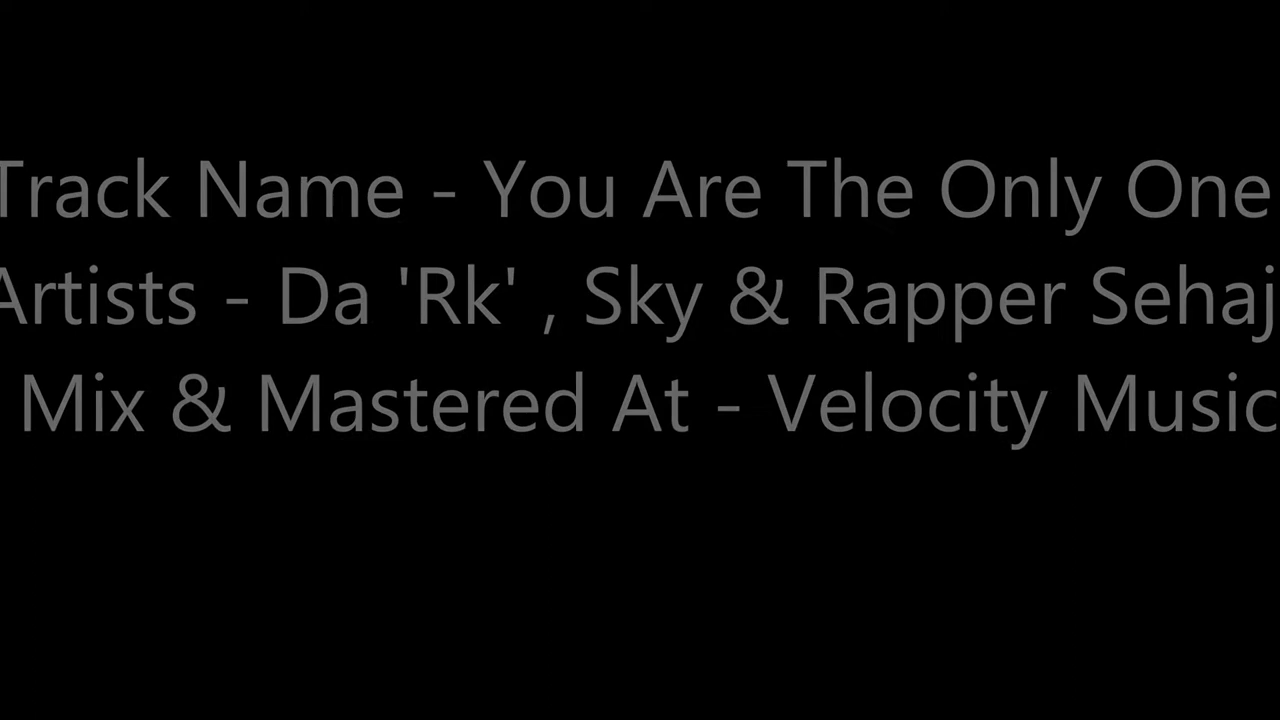 Track Name - You Are The Only One
Artists - Da 'Rk' , Sky & Rapper Sehaj
Mix & Mastered At - Velocity Music